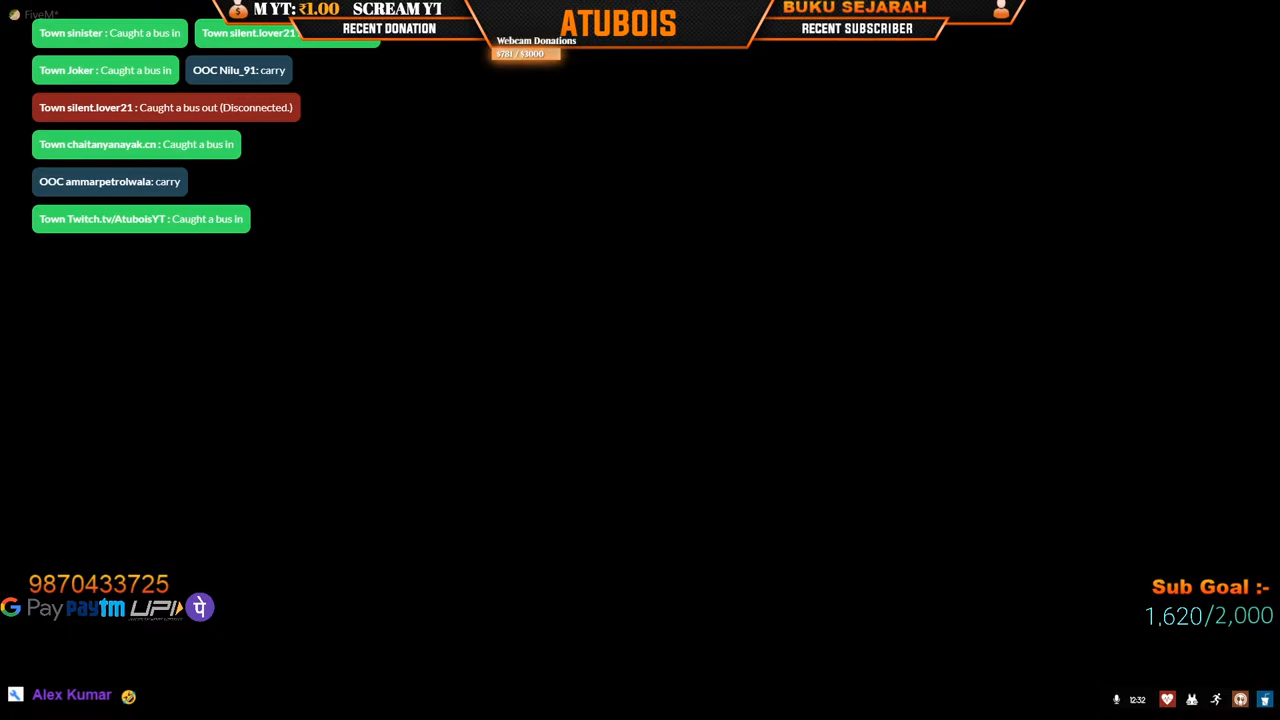 FiveM*
M YT: ₹1.00 SCREAM YT
RECENT DONATION
ATUBOIS
Webcam Donations
$781 / $3000
BUKU SEJARAH
RECENT SUBSCRIBER
Town sinister : Caught a bus in
Town silent.lover21
Town Joker : Caught a bus in
OOC Nilu_91: carry
Town silent.lover21 : Caught a bus out (Disconnected.)
Town chaitanyanayak.cn : Caught a bus in
OOC ammarpetrolwala: carry
Town Twitch.tv/AtuboisYT : Caught a bus in
9870433725
G Pay paytm UPI पे
Sub Goal :-
1,620/2,000
Alex Kumar 🤣
12:32